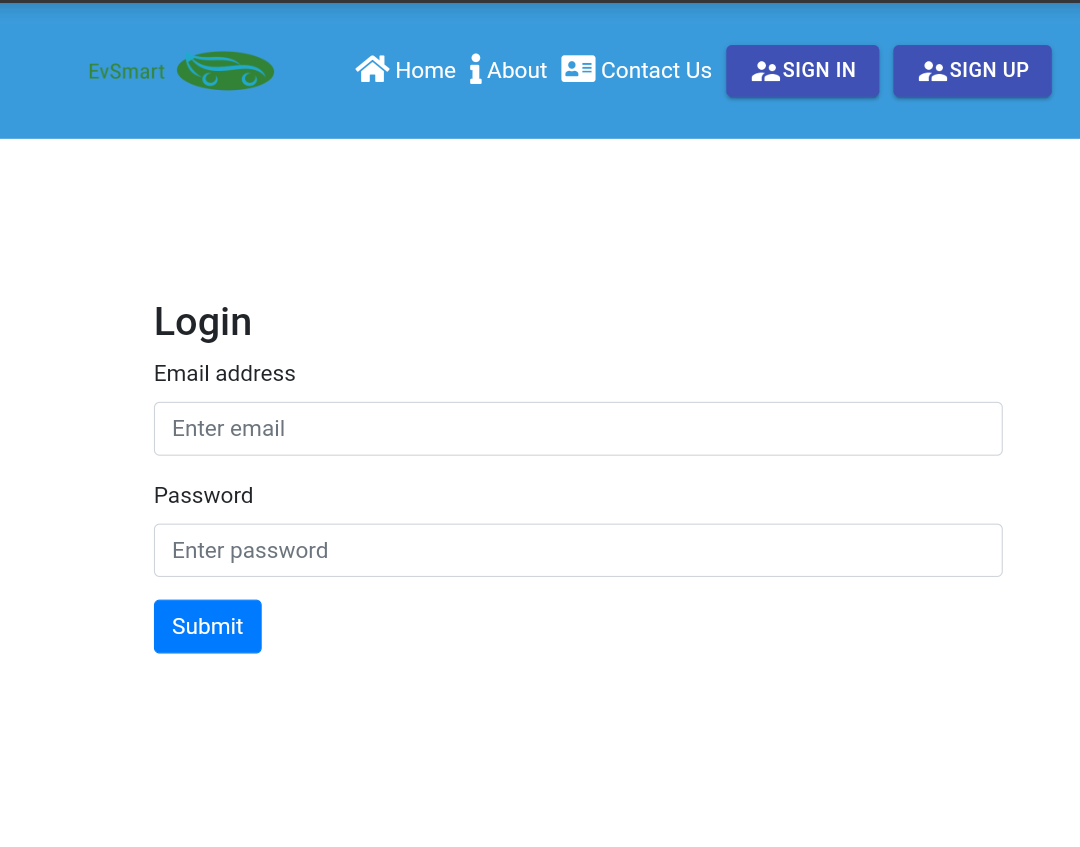 EvSmart Home About Contact Us SIGN IN SIGN UP
Login
Email address
Enter email
Password
Enter password
Submit